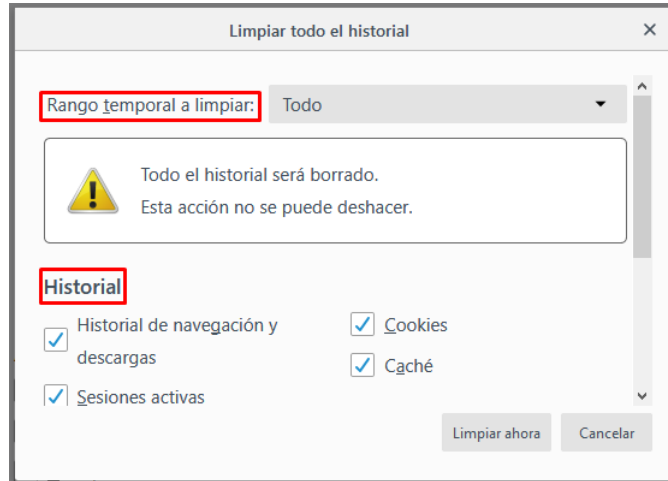 Limpiar todo el historial
Rango temporal a limpiar: Todo
Todo el historial será borrado.
Esta acción no se puede deshacer.
Historial
Historial de navegación y
descargas
Cookies
Caché
Sesiones activas
Limpiar ahora Cancelar